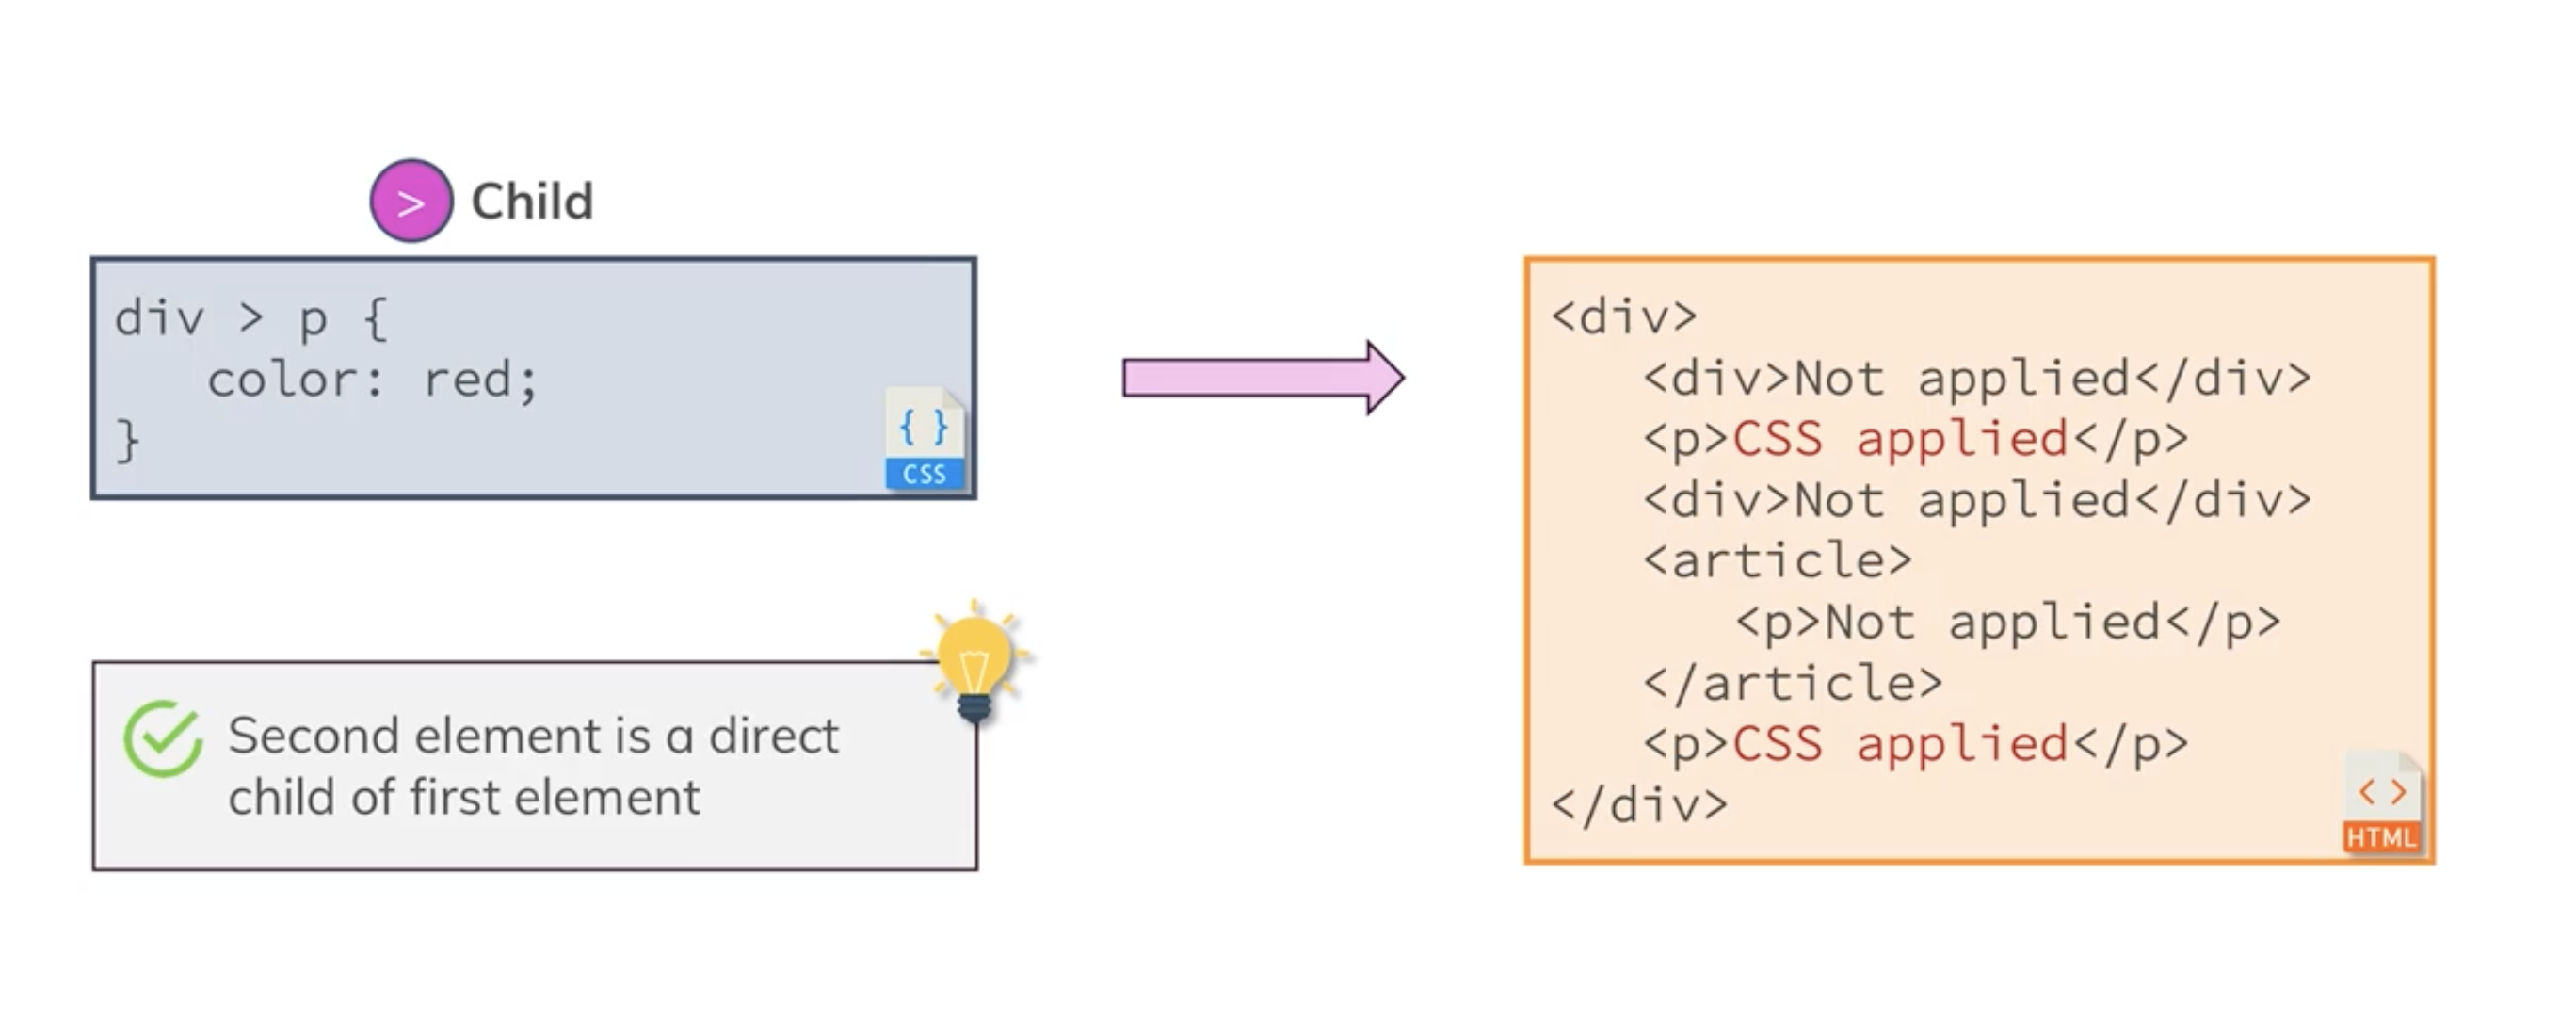 > Child
div > p {
   color: red;
}
{ }
CSS
Second element is a direct
child of first element
<div>
   <div>Not applied</div>
   <p>CSS applied</p>
   <div>Not applied</div>
   <article>
      <p>Not applied</p>
   </article>
   <p>CSS applied</p>
</div>
< >
HTML